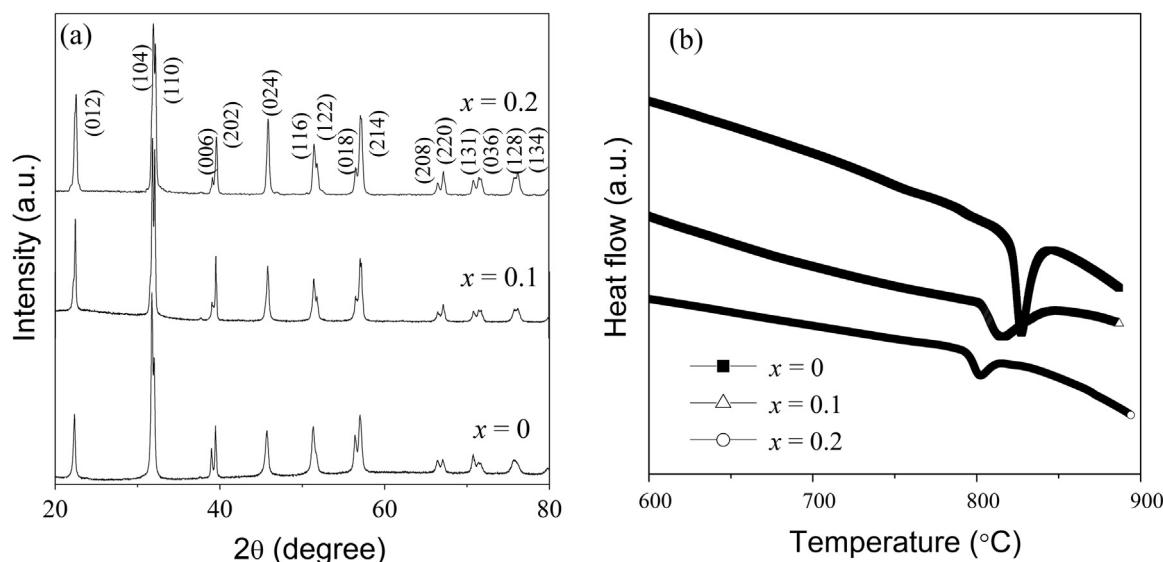 (a)
(012)
(104)
(110)
(006)
(202)
(024)
(116)
(122)
(018)
(214)
(208)
(220)
(131)
(036)
(128)
(134)
x = 0.2
x = 0.1
x = 0
Intensity (a.u.)
20 40 60 80
2θ (degree)
(b)
Heat flow (a.u.)
x = 0
x = 0.1
x = 0.2
600 700 800 900
Temperature (°C)